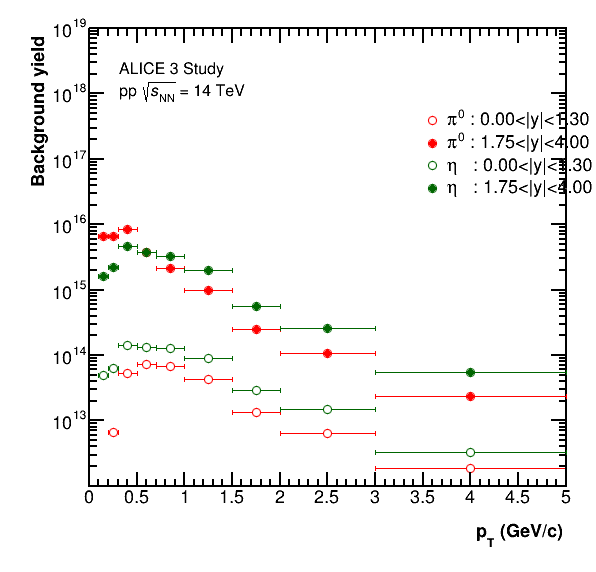 Background yield
10^19
10^18
10^17
10^16
10^15
10^14
10^13
ALICE 3 Study
pp √s_NN = 14 TeV
π^0 : 0.00<|y|<1.30
π^0 : 1.75<|y|<4.00
η : 0.00<|y|<1.30
η : 1.75<|y|<4.00
0 0.5 1 1.5 2 2.5 3 3.5 4 4.5 5
p_T (GeV/c)